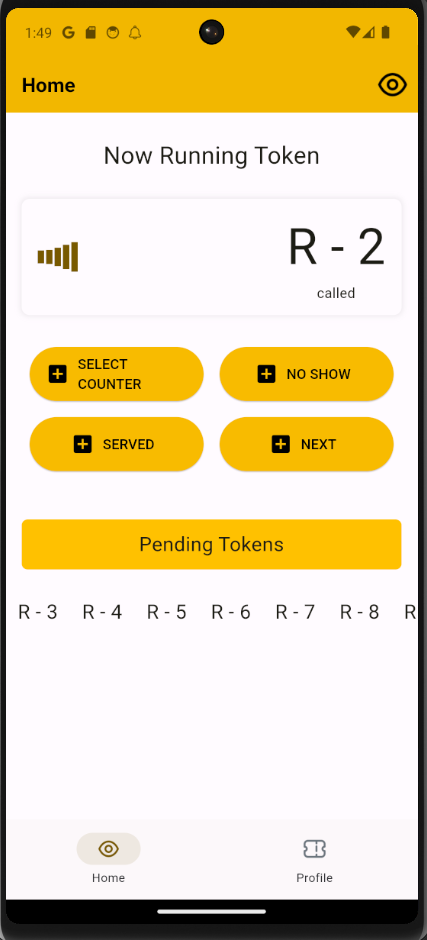 1:49
Home
Now Running Token
R - 2
called
SELECT
COUNTER
NO SHOW
SERVED
NEXT
Pending Tokens
R - 3 R - 4 R - 5 R - 6 R - 7 R - 8 R
Home
Profile